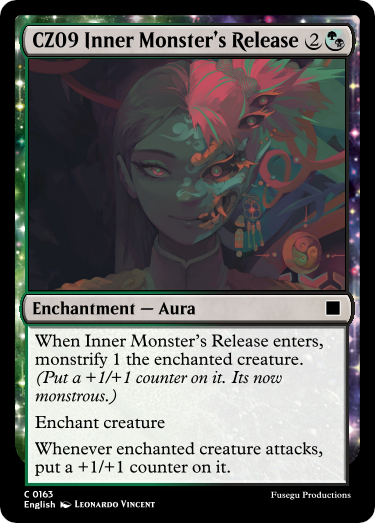 CZ09 Inner Monster's Release 2
Enchantment — Aura
When Inner Monster's Release enters,
monstrify 1 the enchanted creature.
(Put a +1/+1 counter on it. Its now
monstrous.)
Enchant creature
Whenever enchanted creature attacks,
put a +1/+1 counter on it.
C 0163
English Leonardo Vincent
Fusegu Productions